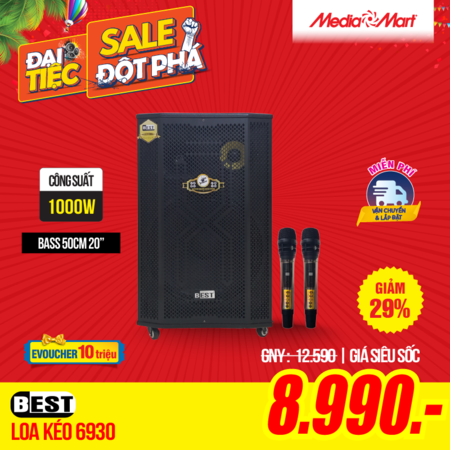 ĐẠI TIỆC
SALE
ĐỘT PHÁ
MediaMart
CÔNG SUẤT
1000W
BASS 50CM 20"
MIỄN PHÍ
VẬN CHUYỂN
& LẮP ĐẶT
BEST
GIẢM
29%
EVOUCHER 10 triệu
GNY: 12.590 | GIÁ SIÊU SỐC
8.990.-
BEST
LOA KÉO 6930